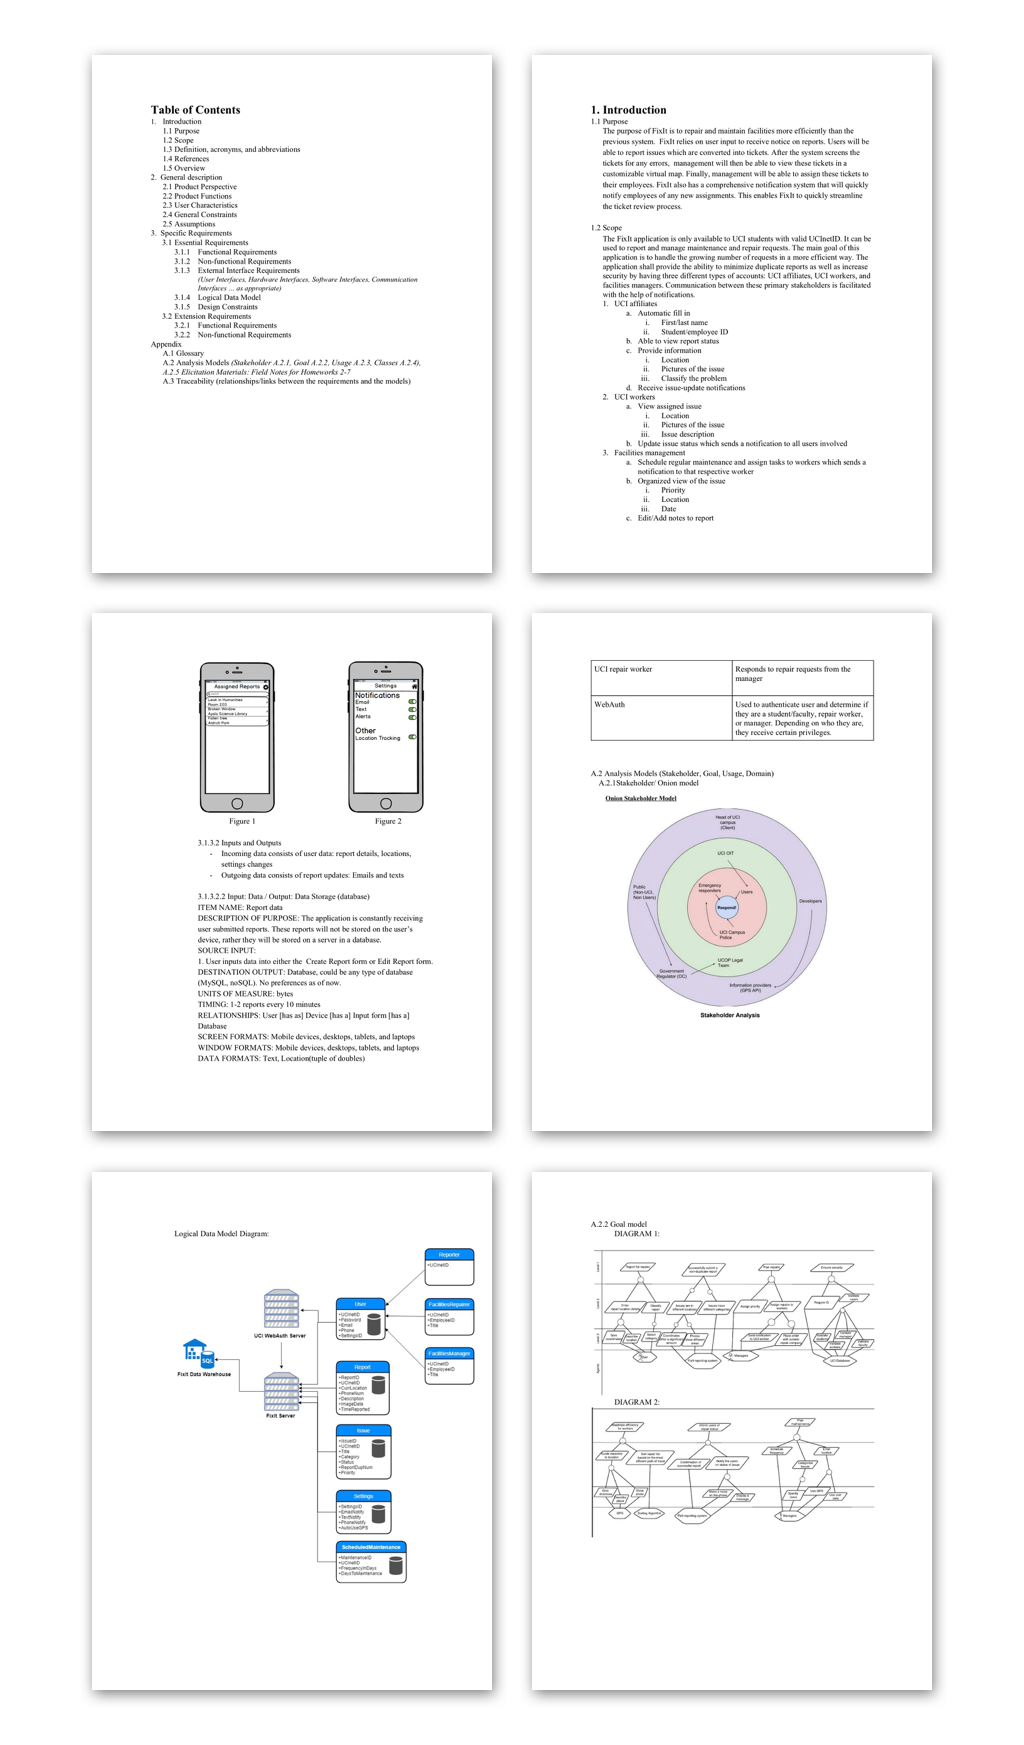 Table of Contents
1. Introduction
1.1 Purpose
1.2 Scope
1.3 Definition, acronyms, and abbreviations
1.4 References
1.5 Overview
2. General description
2.1 Product Perspective
2.2 Product Functions
2.3 User Characteristics
2.4 General Constraints
2.5 Assumptions
3. Specific Requirements
3.1 Essential Requirements
3.1.1 Functional Requirements
3.1.2 Non-functional Requirements
3.1.3 External Interface Requirements
(User Interfaces, Hardware Interfaces, Software Interfaces, Communication
Interfaces ... as appropriate)
3.1.4 Logical Data Model
3.1.5 Design Constraints
3.2 Extension Requirements
3.2.1 Functional Requirements
3.2.2 Non-functional Requirements
Appendix
A.1 Glossary
A.2 Analysis Models (Stakeholder A.2.1, Goal A.2.2, Usage A.2.3, Classes A.2.4),
A.2.5 Elicitation Materials: Field Notes for Homeworks 2-7
A.3 Traceability (relationships/links between the requirements and the models)
1. Introduction
1.1 Purpose
The purpose of FixIt is to repair and maintain facilities more efficiently than the
previous system. FixIt relies on user input to receive notice on reports. Users will be
able to report issues which are converted into tickets. After the system screens the
tickets for any errors, management will then be able to view these tickets in a
customizable virtual map. Finally, management will be able to assign these tickets to
their employees. FixIt also has a comprehensive notification system that will quickly
notify employees of any new assignments. This enables FixIt to quickly streamline
the ticket review process.
1.2 Scope
The FixIt application is only available to UCI students with valid UCInetID. It can be
used to report and manage maintenance and repair requests. The main goal of this
application is to handle the growing number of requests in a more efficient way. The
application shall provide the ability to minimize duplicate reports as well as increase
security by having three different types of accounts: UCI affiliates, UCI workers, and
facilities managers. Communication between these primary stakeholders is facilitated
with the help of notifications.
1. UCI affiliates
a. Automatic fill in
i. First/last name
ii. Student/employee ID
b. Able to view report status
c. Provide information
i. Location
ii. Pictures of the issue
iii. Classify the problem
d. Receive issue-update notifications
2. UCI workers
a. View assigned issue
i. Location
ii. Pictures of the issue
iii. Issue description
b. Update issue status which sends a notification to all users involved
3. Facilities management
a. Schedule regular maintenance and assign tasks to workers which sends a
notification to that respective worker
b. Organized view of the issue
i. Priority
ii. Location
iii. Date
c. Edit/Add notes to report
Assigned Reports
Leak in Humanities
Room 203
Broken Window
Ayala Science Library
Fallen tree
Aldrich Park
Settings
Notifications
Email
Text
Alerts
Other
Location Tracking
Figure 1
Figure 2
3.1.3.2 Inputs and Outputs
- Incoming data consists of user data: report details, locations,
settings changes
- Outgoing data consists of report updates: Emails and texts
3.1.3.2.2 Input: Data / Output: Data Storage (database)
ITEM NAME: Report data
DESCRIPTION OF PURPOSE: The application is constantly receiving
user submitted reports. These reports will not be stored on the user's
device, rather they will be stored on a server in a database.
SOURCE INPUT:
1. User inputs data into either the Create Report form or Edit Report form.
DESTINATION OUTPUT: Database, could be any type of database
(MySQL, noSQL). No preferences as of now.
UNITS OF MEASURE: bytes
TIMING: 1-2 reports every 10 minutes
RELATIONSHIPS: User [has as] Device [has a] Input form [has a]
Database
SCREEN FORMATS: Mobile devices, desktops, tablets, and laptops
WINDOW FORMATS: Mobile devices, desktops, tablets, and laptops
DATA FORMATS: Text, Location(tuple of doubles)
UCI repair worker
Responds to repair requests from the
manager
WebAuth
Used to authenticate user and determine if
they are a student/faculty, repair worker,
or manager. Depending on who they are,
they receive certain privileges.
A.2 Analysis Models (Stakeholder, Goal, Usage, Domain)
A.2.1Stakeholder/ Onion model
Onion Stakeholder Model
Head of UCI
campus
(Client)
UCI OIT
Emergency
responders
Users
Public
(Non-UCI,
Non Users)
Developers
Respond!
UCI Campus
Police
UCOP Legal
Team
Government
Regulator (OC)
Information providers
(GPS API)
Stakeholder Analysis
Logical Data Model Diagram:
Reporter
+UCInetID
User
+UCInetID
+Password
+Email
+Phone
+SettingsID
FacilitiesRepairer
+UCInetID
+EmployeeID
+Title
UCI WebAuth Server
FacilitiesManager
+UCInetID
+EmployeeID
+Title
SQL
FixIt Data Warehouse
FixIt Server
Report
+ReportID
+UCInetID
+CurrLocation
+PhoneNum
+Description
+ImageData
+TimeReported
Issue
+IssueID
+UCInetID
+Title
+Category
+Status
+ReportDupNum
+Priority
Settings
+SettingsID
+EmailNotify
+TextNotify
+PhoneNotify
+AutoUseGPS
ScheduledMaintenance
+MaintenanceID
+UCInetID
+FrequencyInDays
+DaysToMaintenance
A.2.2 Goal model
DIAGRAM 1:
Ensure security
Assign priority
Require ID
Managers
UCI Database
DIAGRAM 2:
GPS
Sorting Algorithm
Managers